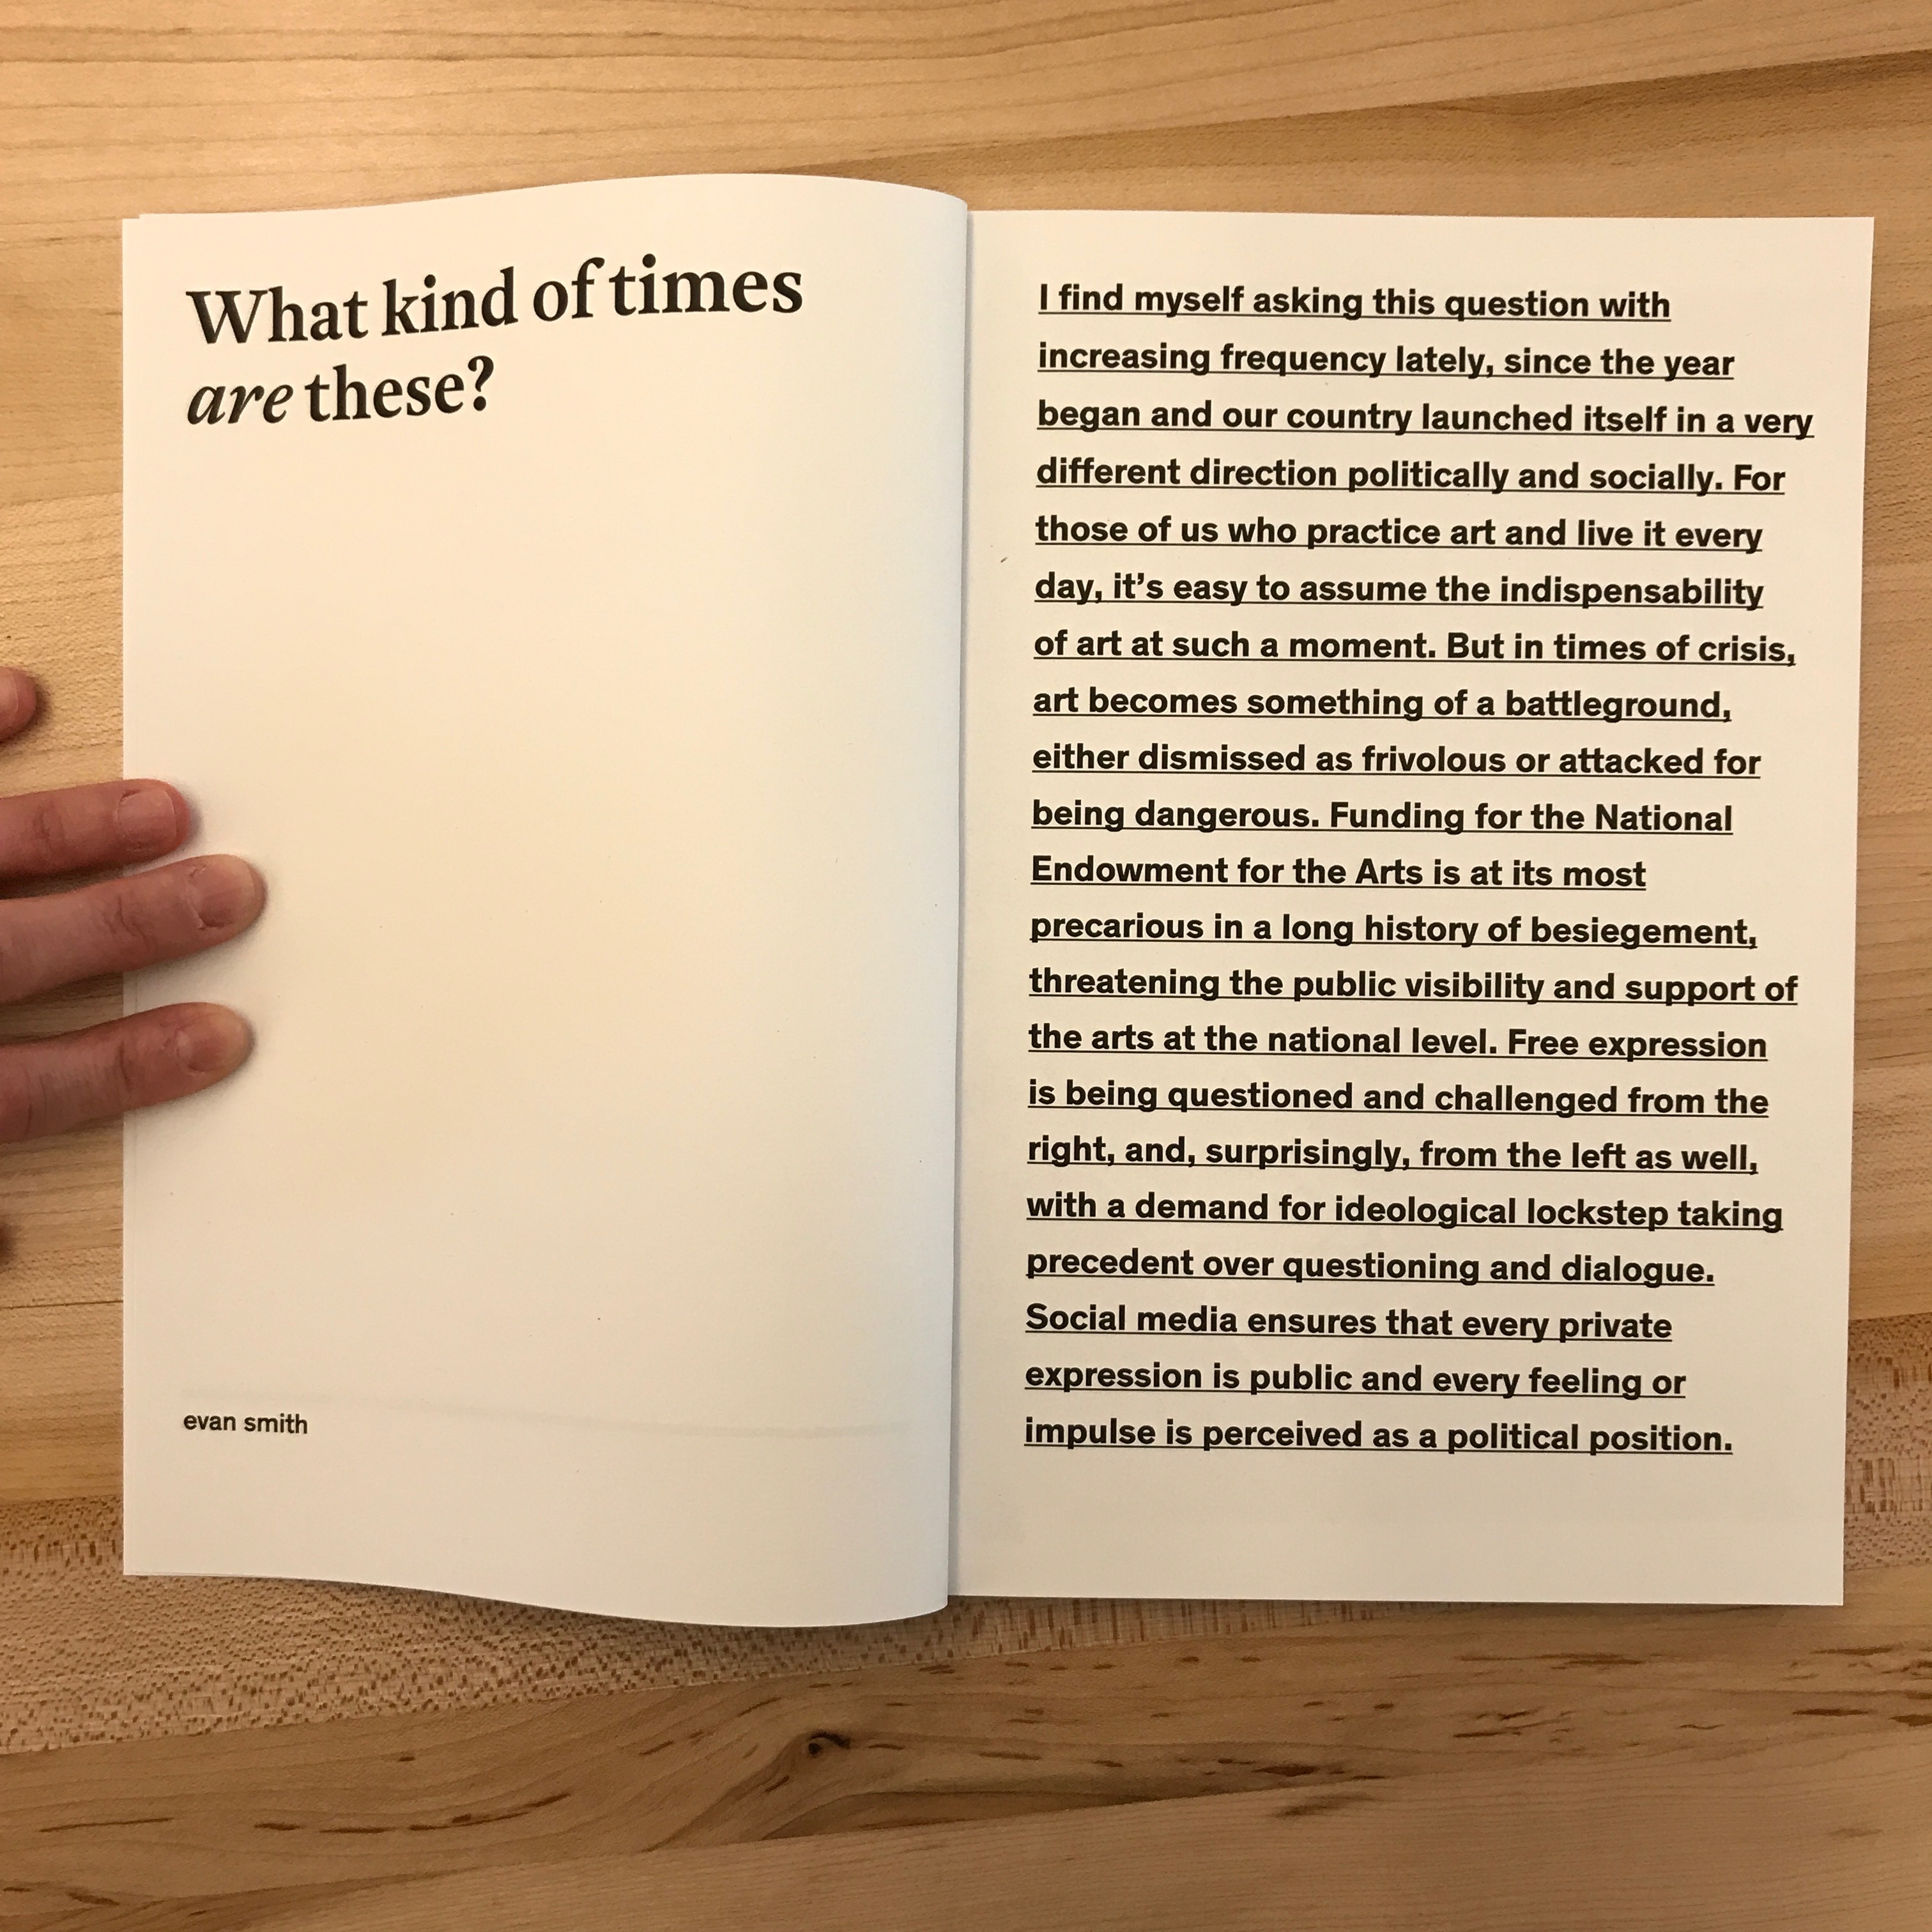 What kind of times
are these?
evan smith
I find myself asking this question with
increasing frequency lately, since the year
began and our country launched itself in a very
different direction politically and socially. For
those of us who practice art and live it every
day, it’s easy to assume the indispensability
of art at such a moment. But in times of crisis,
art becomes something of a battleground,
either dismissed as frivolous or attacked for
being dangerous. Funding for the National
Endowment for the Arts is at its most
precarious in a long history of besiegement,
threatening the public visibility and support of
the arts at the national level. Free expression
is being questioned and challenged from the
right, and, surprisingly, from the left as well,
with a demand for ideological lockstep taking
precedent over questioning and dialogue.
Social media ensures that every private
expression is public and every feeling or
impulse is perceived as a political position.